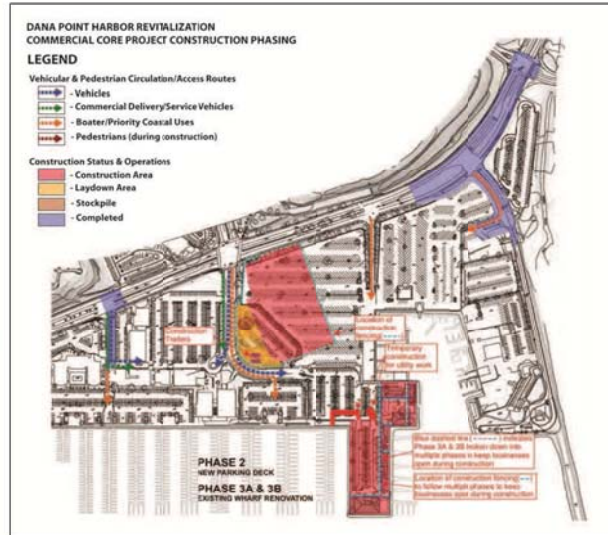 DANA POINT HARBOR REVITALIZATION
COMMERCIAL CORE PROJECT CONSTRUCTION PHASING
LEGEND
Vehicular & Pedestrian Circulation/Access Routes
- Vehicles
- Commercial Delivery/Service Vehicles
- Boater/Priority Coastal Uses
- Pedestrians (during construction)
Construction Status & Operations
- Construction Area
- Laydown Area
- Stockpile
- Completed
Construction
Trailers
Location of
construction
fencing
Temporary
construction
for utility work
Blue dashed line (------) indicates
Phase 3A & 3B broken down into
multiple phases to keep businesses
open during construction
Location of construction fencing
to follow multiple phases to keep
businesses open during construction
PHASE 2
NEW PARKING DECK
PHASE 3A & 3B
EXISTING WHARF RENOVATION